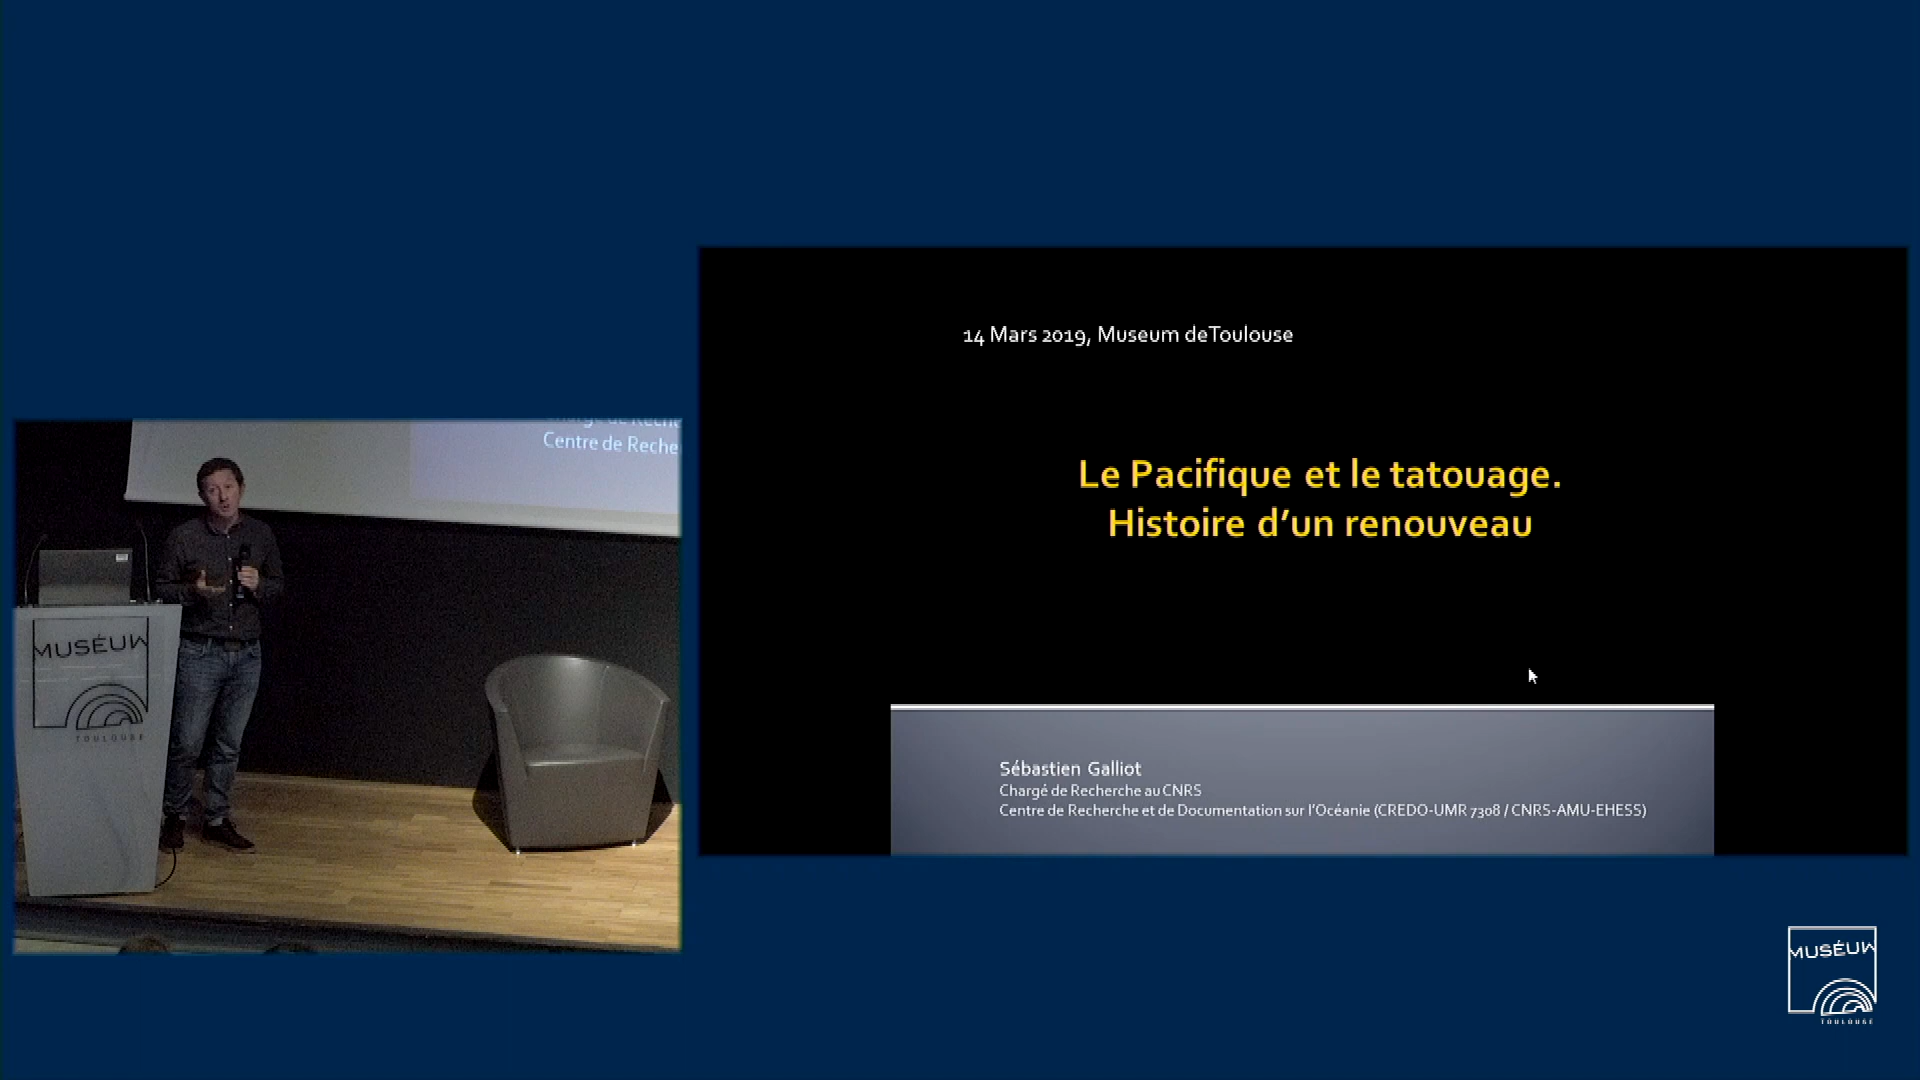 Centre de Reche
MUSÉUM
TOULOUSE
14 Mars 2019, Museum deToulouse
Le Pacifique et le tatouage.
Histoire d’un renouveau
Sébastien Galliot
Chargé de Recherche au CNRS
Centre de Recherche et de Documentation sur l’Océanie (CREDO-UMR 7308 / CNRS-AMU-EHESS)
MUSÉUM
TOULOUSE